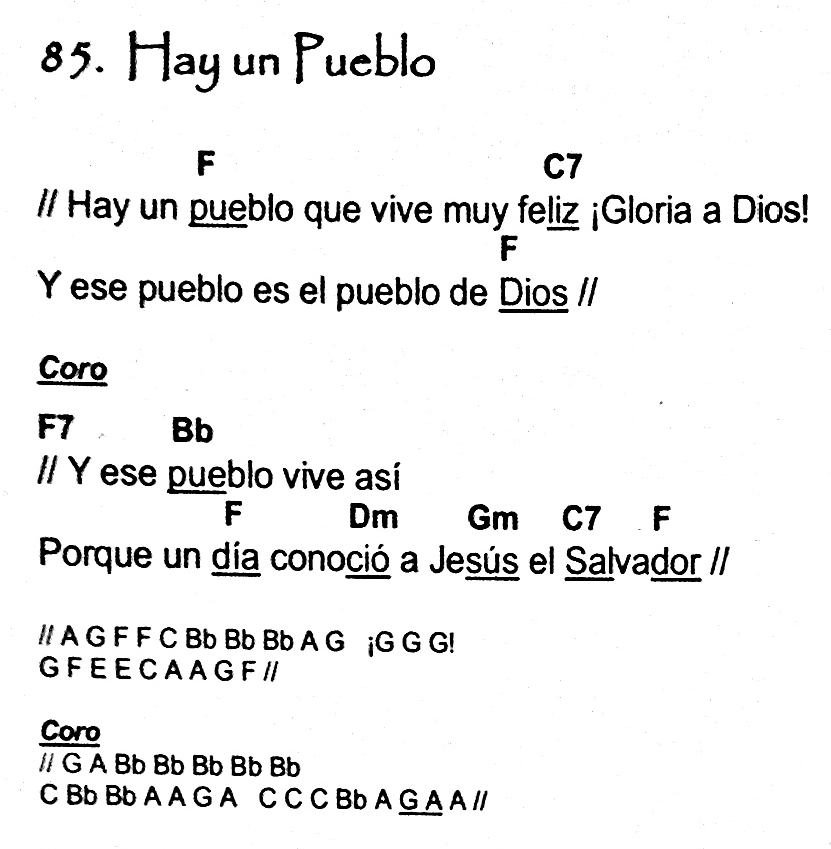 85. Hay un Pueblo
F C7
// Hay un pueblo que vive muy feliz ¡Gloria a Dios!
F
Y ese pueblo es el pueblo de Dios //
Coro
F7 Bb
// Y ese pueblo vive así
F Dm Gm C7 F
Porque un día conoció a Jesús el Salvador //
// A G F F C Bb Bb Bb A G ¡G G G!
G F E E C A A G F //
Coro
// G A Bb Bb Bb Bb Bb
C Bb Bb A A G A C C C Bb A G A A //